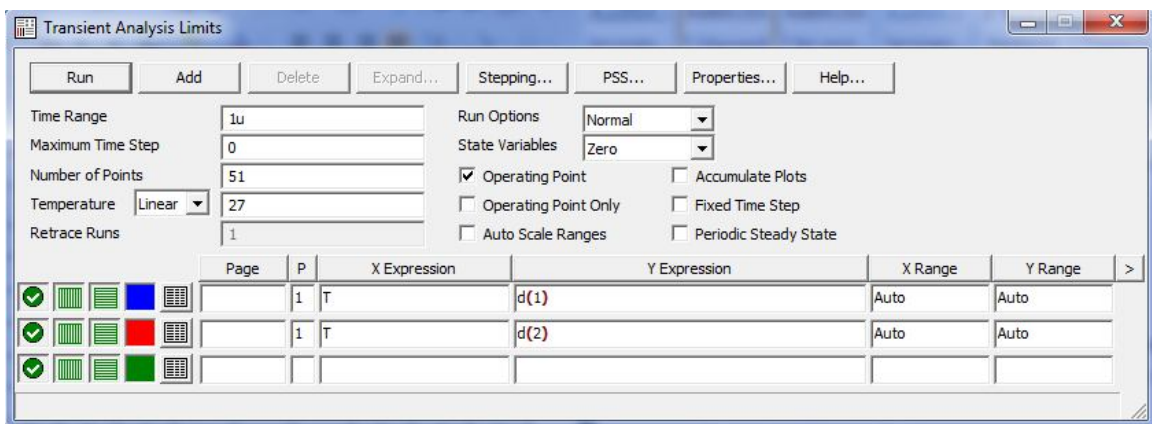 Transient Analysis Limits
Run Add Delete Expand... Stepping... PSS... Properties... Help...
Time Range 1u Run Options Normal
Maximum Time Step 0 State Variables Zero
Number of Points 51 Operating Point Accumulate Plots
Temperature Linear 27 Operating Point Only Fixed Time Step
Retrace Runs 1 Auto Scale Ranges Periodic Steady State
Page P X Expression Y Expression X Range Y Range >
1 T d(1) Auto Auto
1 T d(2) Auto Auto